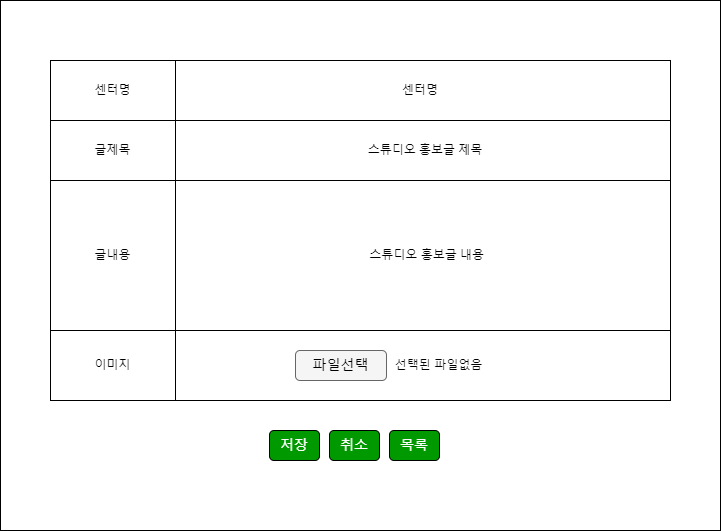 센터명 센터명
글제목 스튜디오 홍보글 제목
글내용 스튜디오 홍보글 내용
이미지 파일선택 선택된 파일없음
저장 취소 목록